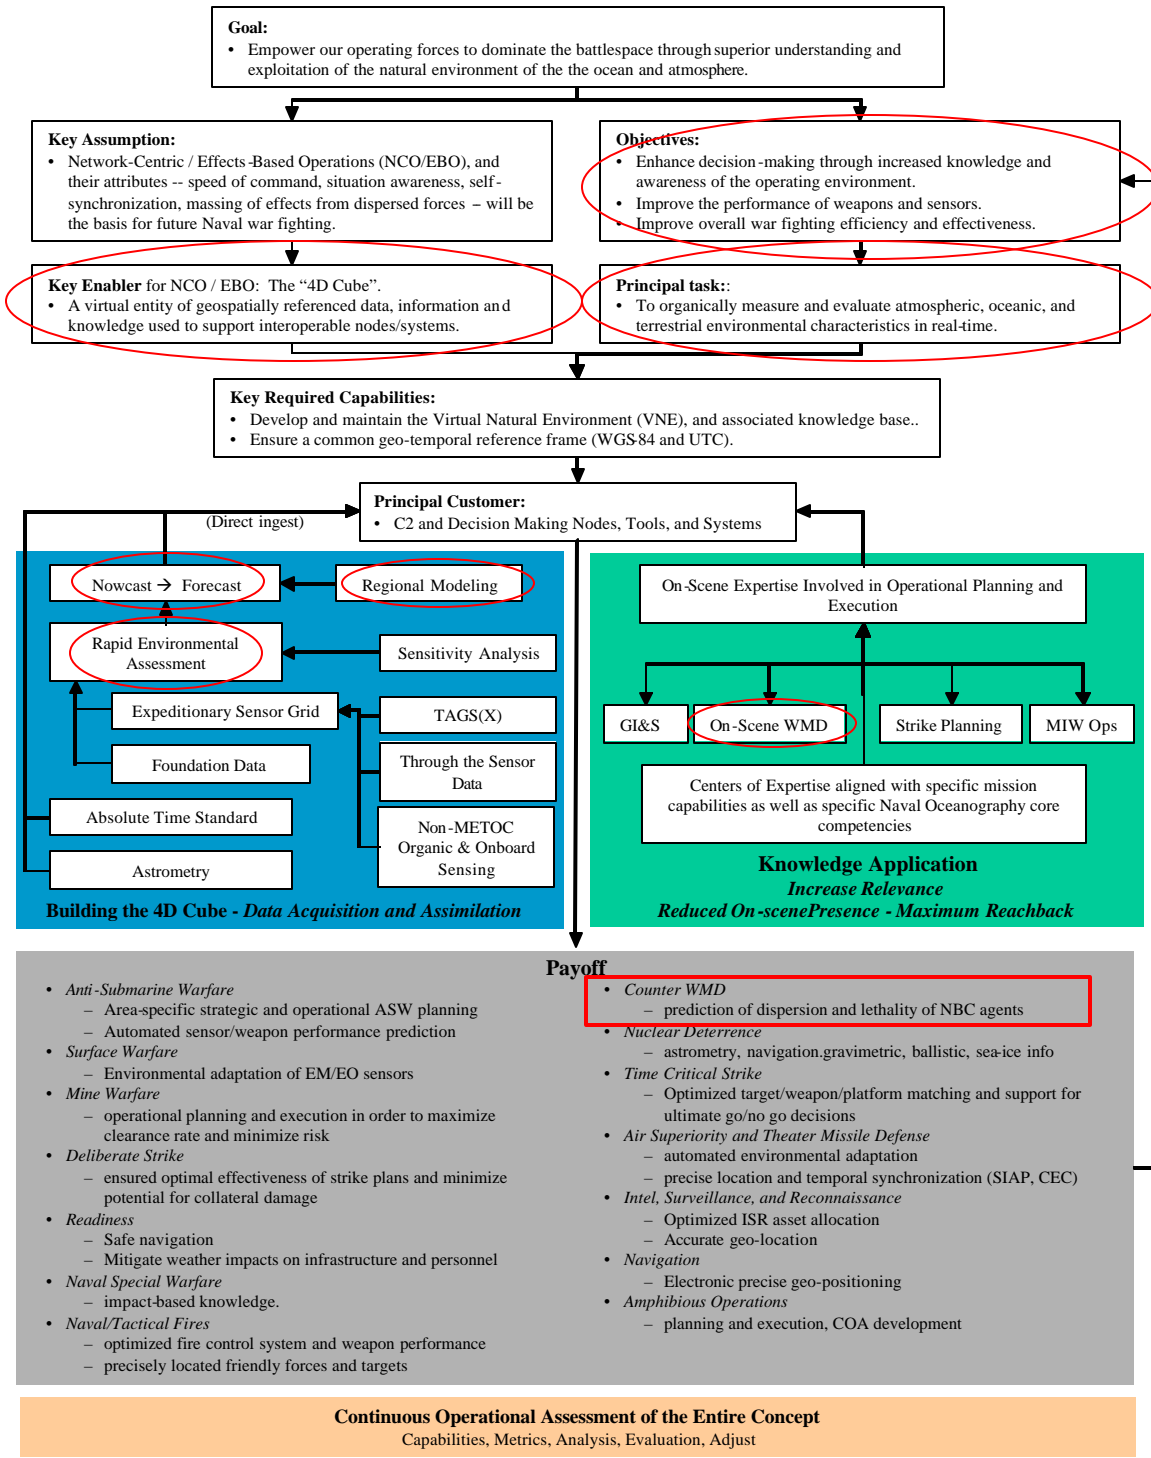 Goal:
• Empower our operating forces to dominate the battlespace through superior understanding and
exploitation of the natural environment of the the ocean and atmosphere.
Key Assumption:
• Network-Centric / Effects-Based Operations (NCO/EBO), and
their attributes -- speed of command, situation awareness, self-
synchronization, massing of effects from dispersed forces – will be
the basis for future Naval war fighting.
Objectives:
• Enhance decision-making through increased knowledge and
awareness of the operating environment.
• Improve the performance of weapons and sensors.
• Improve overall war fighting efficiency and effectiveness.
Key Enabler for NCO / EBO: The “4D Cube”.
• A virtual entity of geospatially referenced data, information and
knowledge used to support interoperable nodes/systems.
Principal task::
• To organically measure and evaluate atmospheric, oceanic, and
terrestrial environmental characteristics in real-time.
Key Required Capabilities:
• Develop and maintain the Virtual Natural Environment (VNE), and associated knowledge base..
• Ensure a common geo-temporal reference frame (WGS-84 and UTC).
Principal Customer:
• C2 and Decision Making Nodes, Tools, and Systems
(Direct ingest)
Nowcast → Forecast
Regional Modeling
Rapid Environmental
Assessment
Sensitivity Analysis
Expeditionary Sensor Grid
TAGS(X)
Foundation Data
Through the Sensor
Data
Absolute Time Standard
Non-METOC
Organic & Onboard
Sensing
Astrometry
Building the 4D Cube - Data Acquisition and Assimilation
On-Scene Expertise Involved in Operational Planning and
Execution
GI&S
On-Scene WMD
Strike Planning
MIW Ops
Centers of Expertise aligned with specific mission
capabilities as well as specific Naval Oceanography core
competencies
Knowledge Application
Increase Relevance
Reduced On-scenePresence - Maximum Reachback
Payoff
• Anti-Submarine Warfare
– Area-specific strategic and operational ASW planning
– Automated sensor/weapon performance prediction
• Surface Warfare
– Environmental adaptation of EM/EO sensors
• Mine Warfare
– operational planning and execution in order to maximize
clearance rate and minimize risk
• Deliberate Strike
– ensured optimal effectiveness of strike plans and minimize
potential for collateral damage
• Readiness
– Safe navigation
– Mitigate weather impacts on infrastructure and personnel
• Naval Special Warfare
– impact-based knowledge.
• Naval/Tactical Fires
– optimized fire control system and weapon performance
– precisely located friendly forces and targets
• Counter WMD
– prediction of dispersion and lethality of NBC agents
• Nuclear Deterrence
– astrometry, navigation.gravimetric, ballistic, sea-ice info
• Time Critical Strike
– Optimized target/weapon/platform matching and support for
ultimate go/no go decisions
• Air Superiority and Theater Missile Defense
– automated environmental adaptation
– precise location and temporal synchronization (SIAP, CEC)
• Intel, Surveillance, and Reconnaissance
– Optimized ISR asset allocation
– Accurate geo-location
• Navigation
– Electronic precise geo-positioning
• Amphibious Operations
– planning and execution, COA development
Continuous Operational Assessment of the Entire Concept
Capabilities, Metrics, Analysis, Evaluation, Adjust